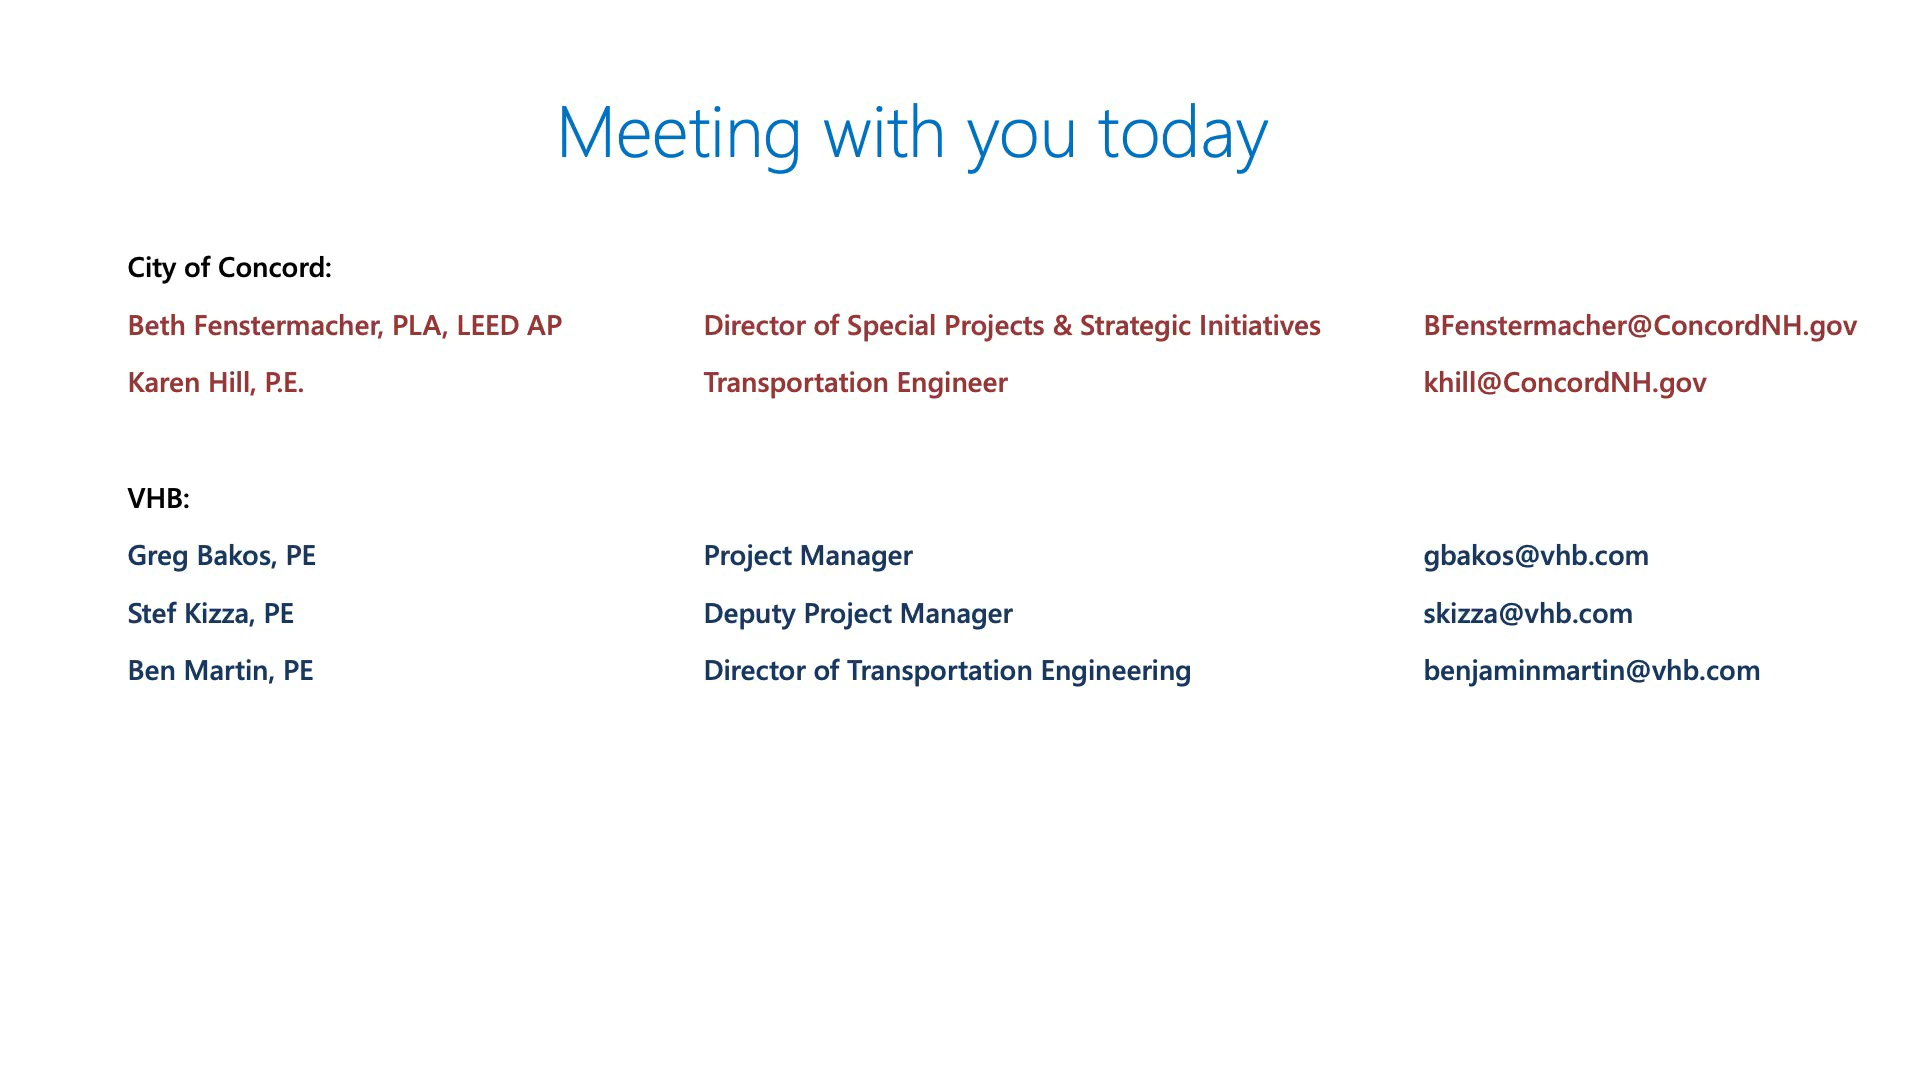 Meeting with you today
City of Concord:
Beth Fenstermacher, PLA, LEED AP Director of Special Projects & Strategic Initiatives BFenstermacher@ConcordNH.gov
Karen Hill, P.E. Transportation Engineer khill@ConcordNH.gov
VHB:
Greg Bakos, PE Project Manager gbakos@vhb.com
Stef Kizza, PE Deputy Project Manager skizza@vhb.com
Ben Martin, PE Director of Transportation Engineering benjaminmartin@vhb.com